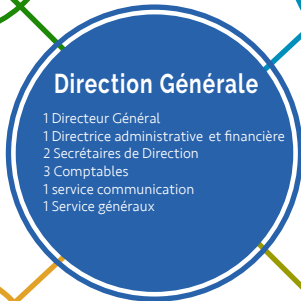 Direction Générale
1 Directeur Général
1 Directrice administrative et financière
2 Secrétaires de Direction
3 Comptables
1 service communication
1 Service généraux